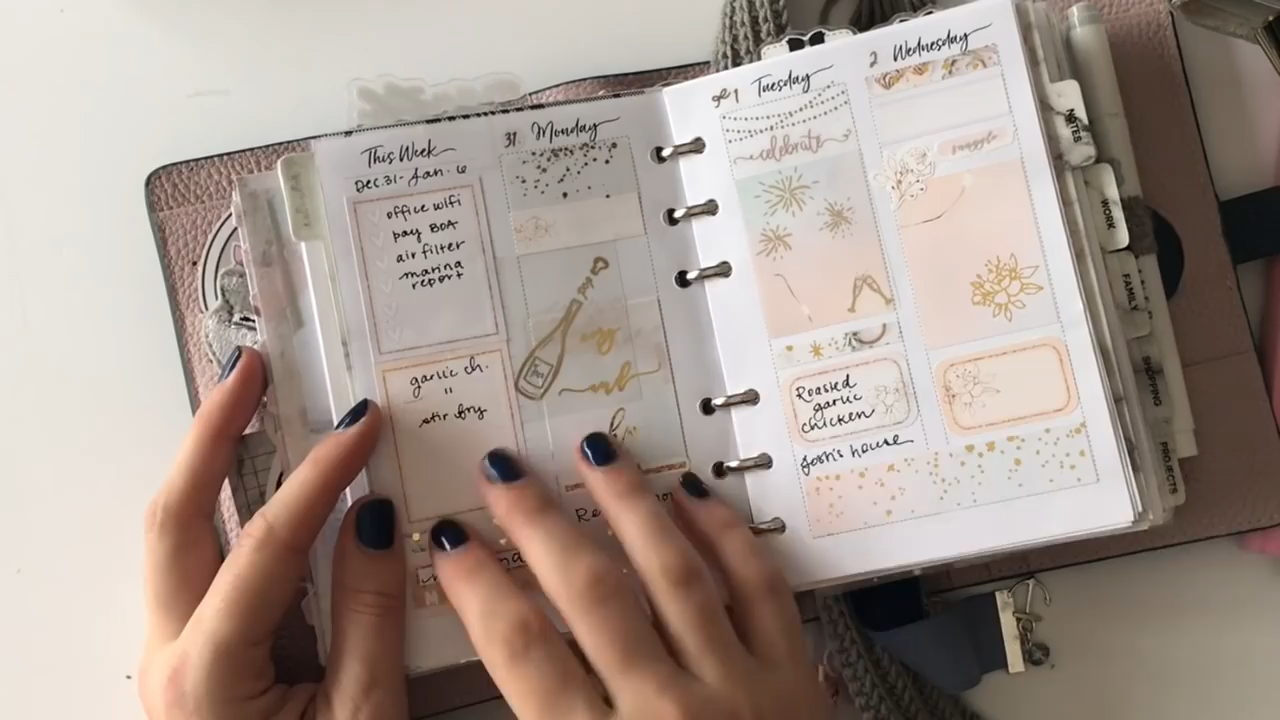 This Week
Dec. 31 - Jan. 6
office wifi
pay BOA
air filter
marina
report
garlic ch.
"
stir fry
31 Monday
1 Tuesday
celebrate
Roasted
garlic
chicken
Josh's house
2 Wednesday
snuggle
NOTES
WORK
FAMILY
SHOPPING
PROJECTS